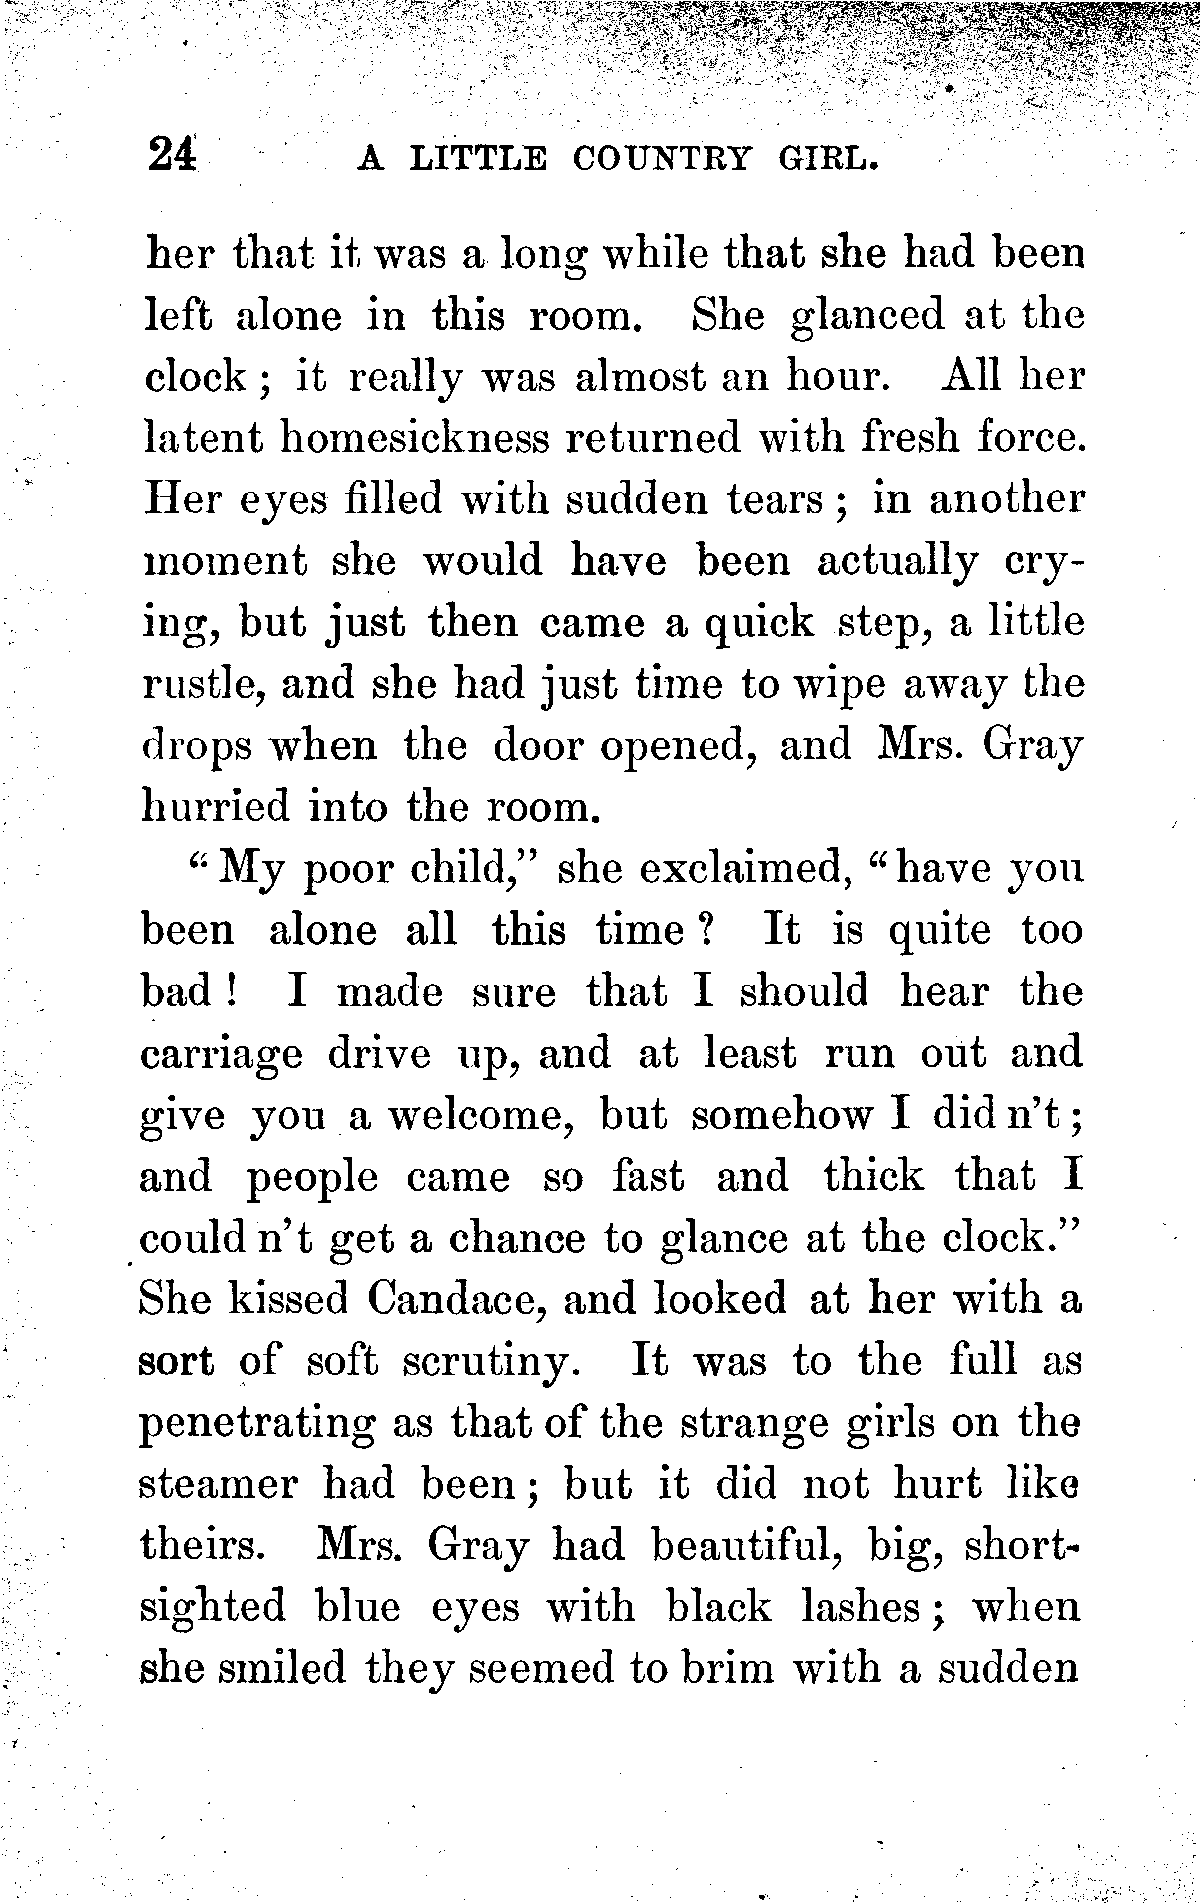 24 A LITTLE COUNTRY GIRL.
her that it was a long while that she had been
left alone in this room. She glanced at the
clock; it really was almost an hour. All her
latent homesickness returned with fresh force.
Her eyes filled with sudden tears; in another
moment she would have been actually cry-
ing, but just then came a quick step, a little
rustle, and she had just time to wipe away the
drops when the door opened, and Mrs. Gray
hurried into the room.
"My poor child," she exclaimed, "have you
been alone all this time? It is quite too
bad! I made sure that I should hear the
carriage drive up, and at least run out and
give you a welcome, but somehow I did n't;
and people came so fast and thick that I
could n't get a chance to glance at the clock."
She kissed Candace, and looked at her with a
sort of soft scrutiny. It was to the full as
penetrating as that of the strange girls on the
steamer had been; but it did not hurt like
theirs. Mrs. Gray had beautiful, big, short-
sighted blue eyes with black lashes; when
she smiled they seemed to brim with a sudden